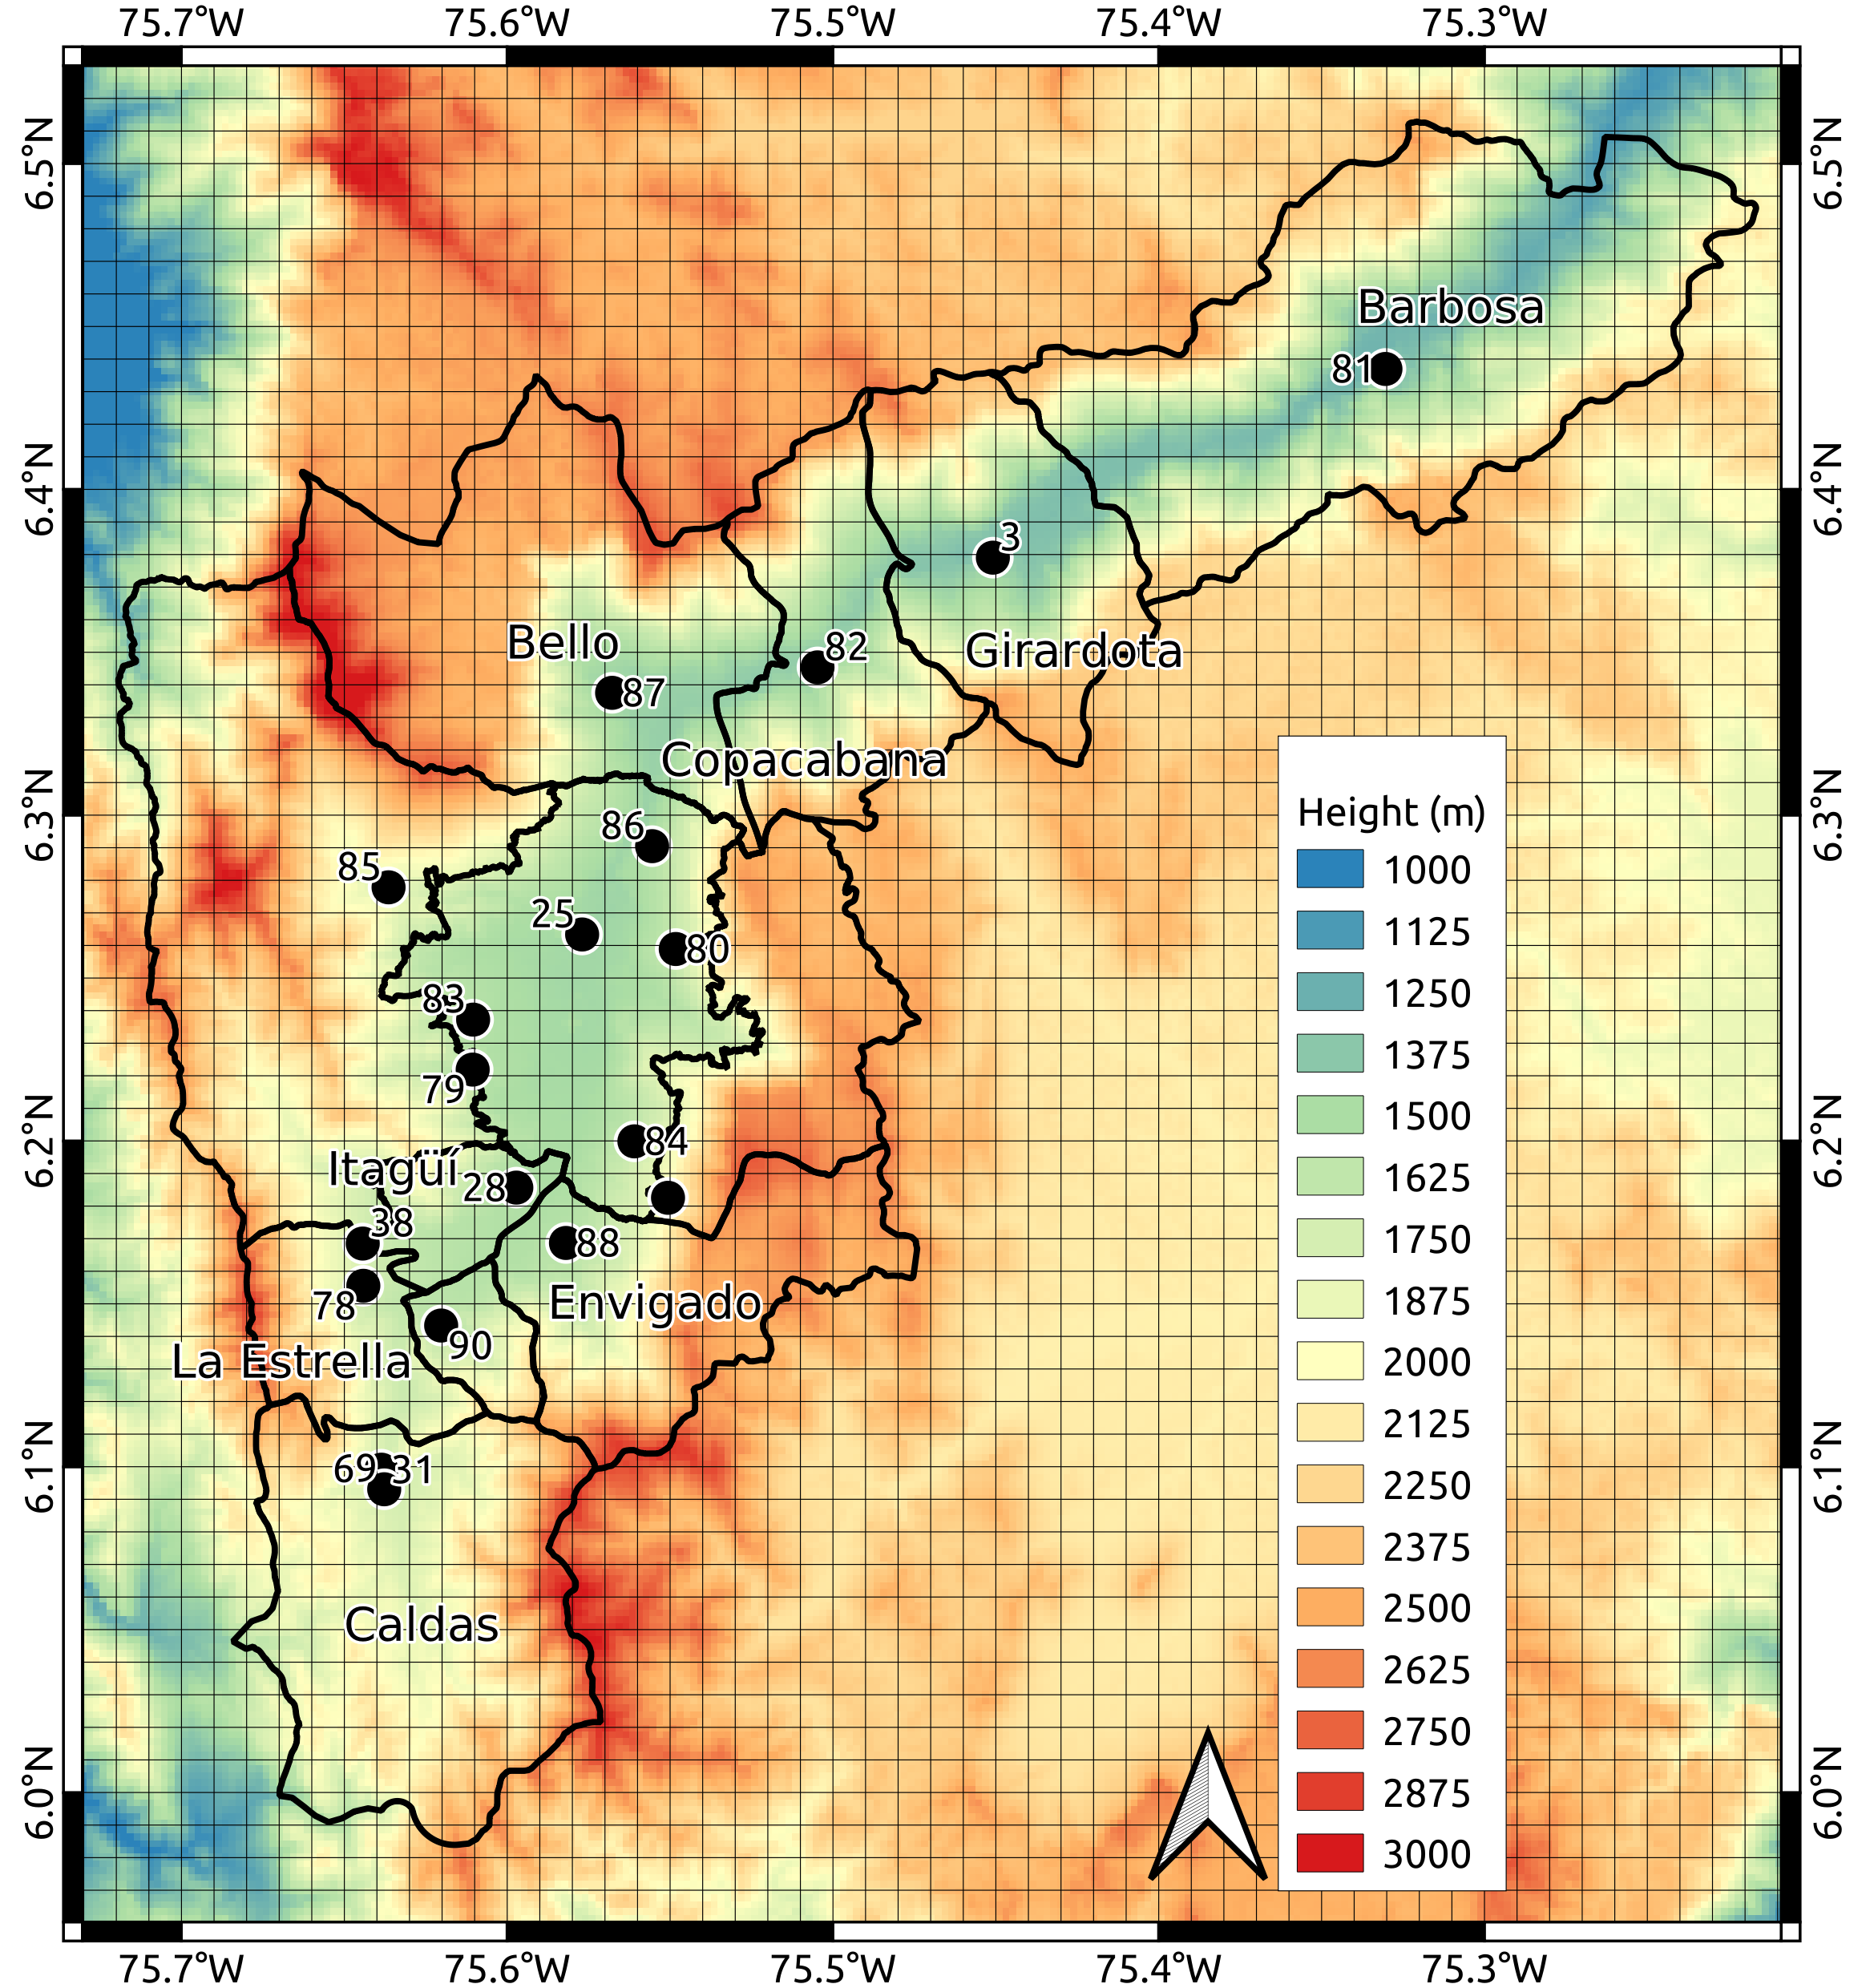 75.7°W 75.6°W 75.5°W 75.4°W 75.3°W
6.5°N 6.5°N
Barbosa
81
6.4°N 6.4°N
3
Bello 82 Girardota
87
Copacabana
6.3°N 6.3°N
Height (m)
86
85 1000
25 1125
80
83 1250
1375
79
6.2°N 1500 6.2°N
84
Itagüí 28 1625
38 1750
88
78 Envigado 1875
90
La Estrella 2000
2125
6.1°N 6.1°N
69 31 2250
2375
Caldas 2500
2625
2750
6.0°N 6.0°N
2875
3000
75.7°W 75.6°W 75.5°W 75.4°W 75.3°W